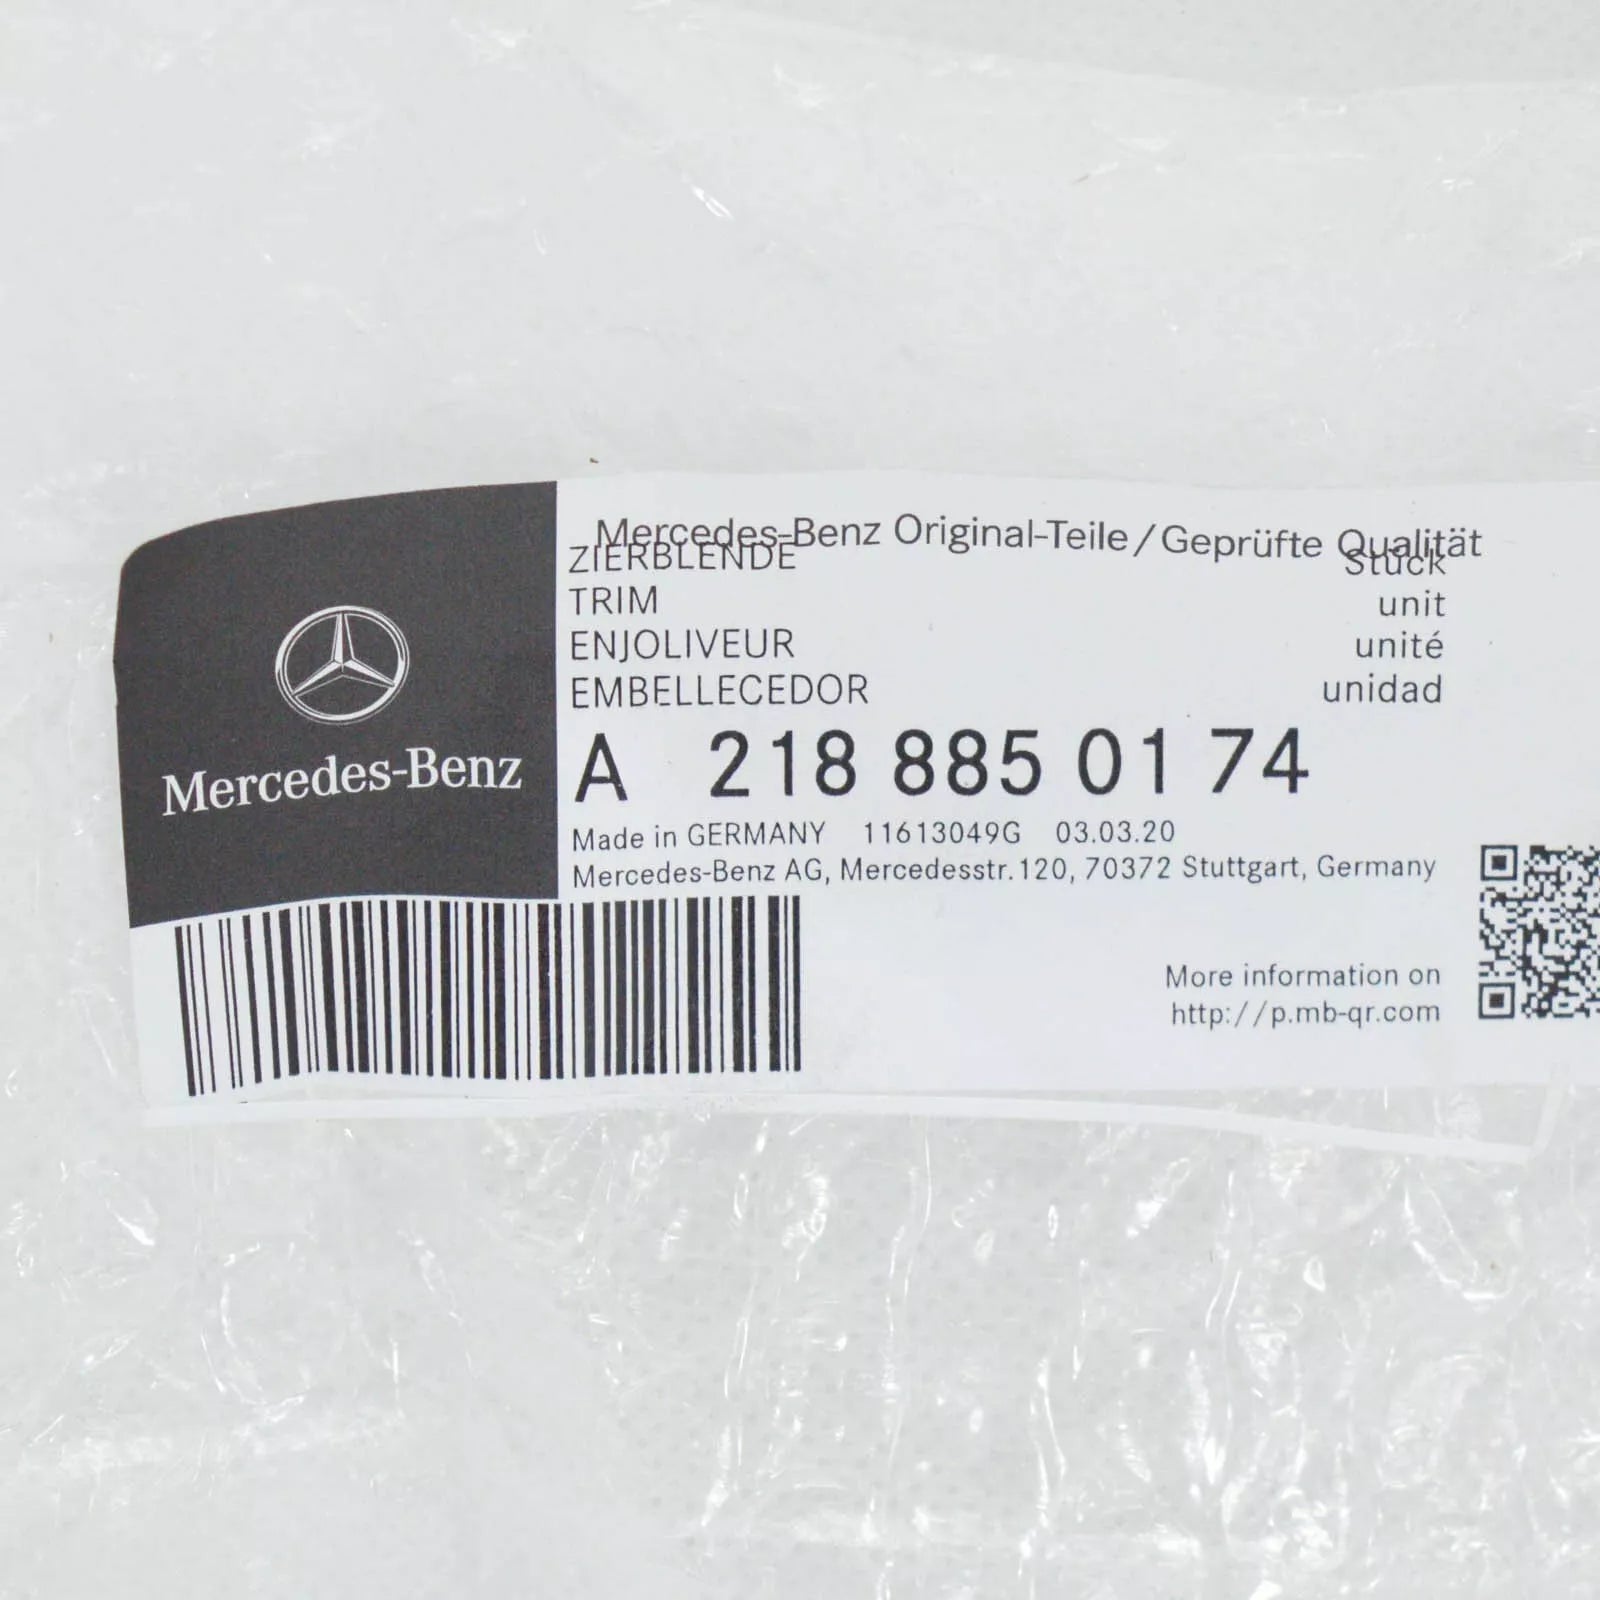 Mercedes-Benz Original-Teile/Geprüfte Qualität
ZIERBLENDE Stück
TRIM unit
ENJOLIVEUR unité
EMBELLECEDOR unidad
Mercedes-Benz
A 218 885 01 74
Made in GERMANY 11613049G 03.03.20
Mercedes-Benz AG, Mercedesstr.120, 70372 Stuttgart, Germany
More information on
http://p.mb-qr.com